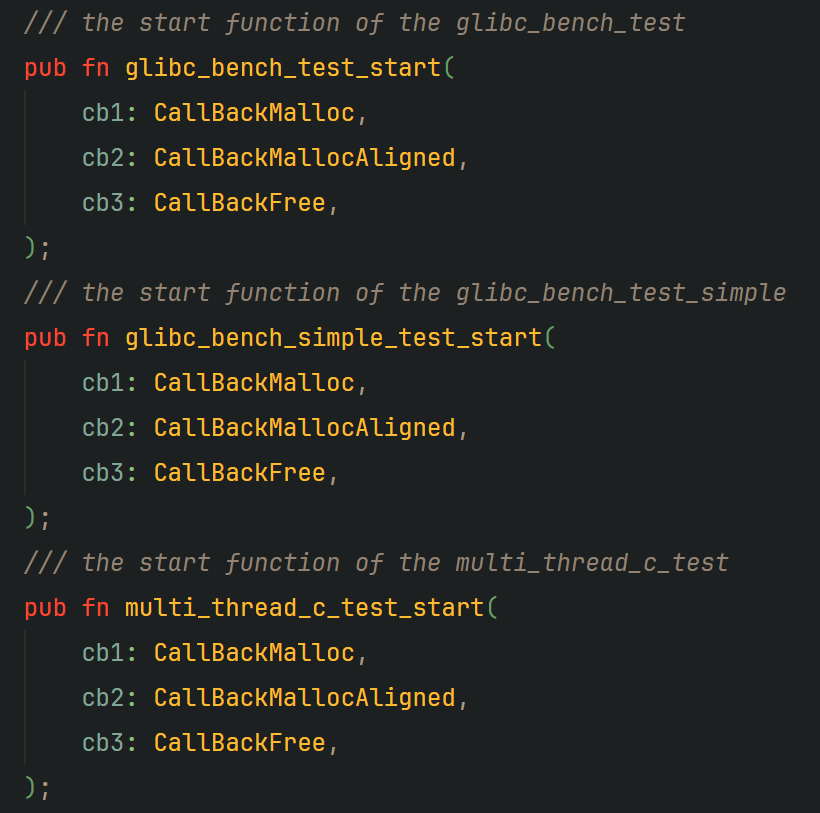 /// the start function of the glibc_bench_test
pub fn glibc_bench_test_start(
    cb1: CallBackMalloc,
    cb2: CallBackMallocAligned,
    cb3: CallBackFree,
);
/// the start function of the glibc_bench_test_simple
pub fn glibc_bench_simple_test_start(
    cb1: CallBackMalloc,
    cb2: CallBackMallocAligned,
    cb3: CallBackFree,
);
/// the start function of the multi_thread_c_test
pub fn multi_thread_c_test_start(
    cb1: CallBackMalloc,
    cb2: CallBackMallocAligned,
    cb3: CallBackFree,
);